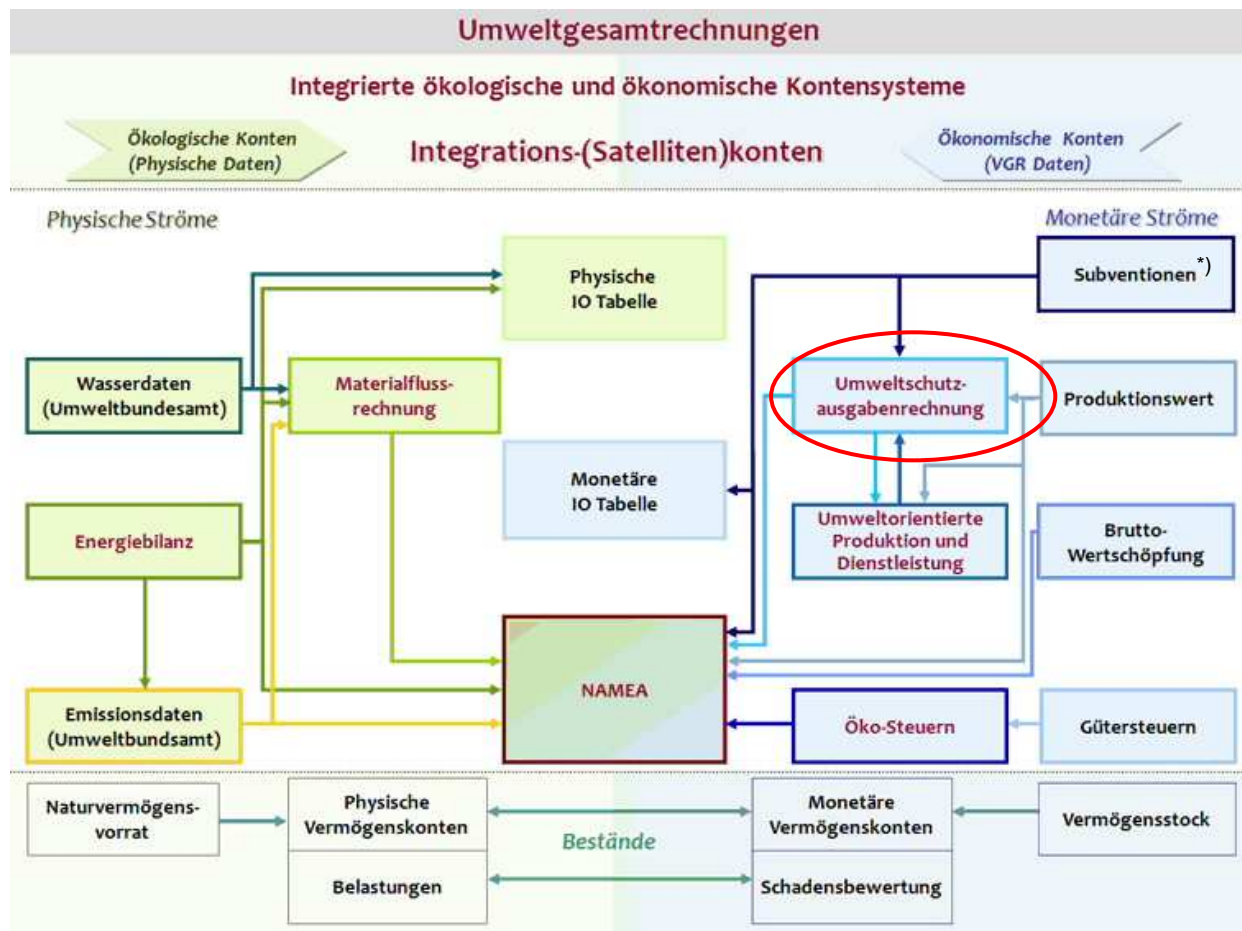 Umweltgesamtrechnungen
Integrierte ökologische und ökonomische Kontensysteme
Ökologische Konten
(Physische Daten)
Integrations-(Satelliten)konten
Ökonomische Konten
(VGR Daten)
Physische Ströme
Monetäre Ströme
Physische
IO Tabelle
Subventionen *)
Wasserdaten
(Umweltbundesamt)
Materialfluss-
rechnung
Umweltschutz-
ausgabenrechnung
Produktionswert
Monetäre
IO Tabelle
Energiebilanz
Umweltorientierte
Produktion und
Dienstleistung
Brutto-
Wertschöpfung
Emissionsdaten
(Umweltbundsamt)
NAMEA
Öko-Steuern
Gütersteuern
Naturvermögens-
vorrat
Physische
Vermögenskonten
Bestände
Monetäre
Vermögenskonten
Vermögensstock
Belastungen
Schadensbewertung